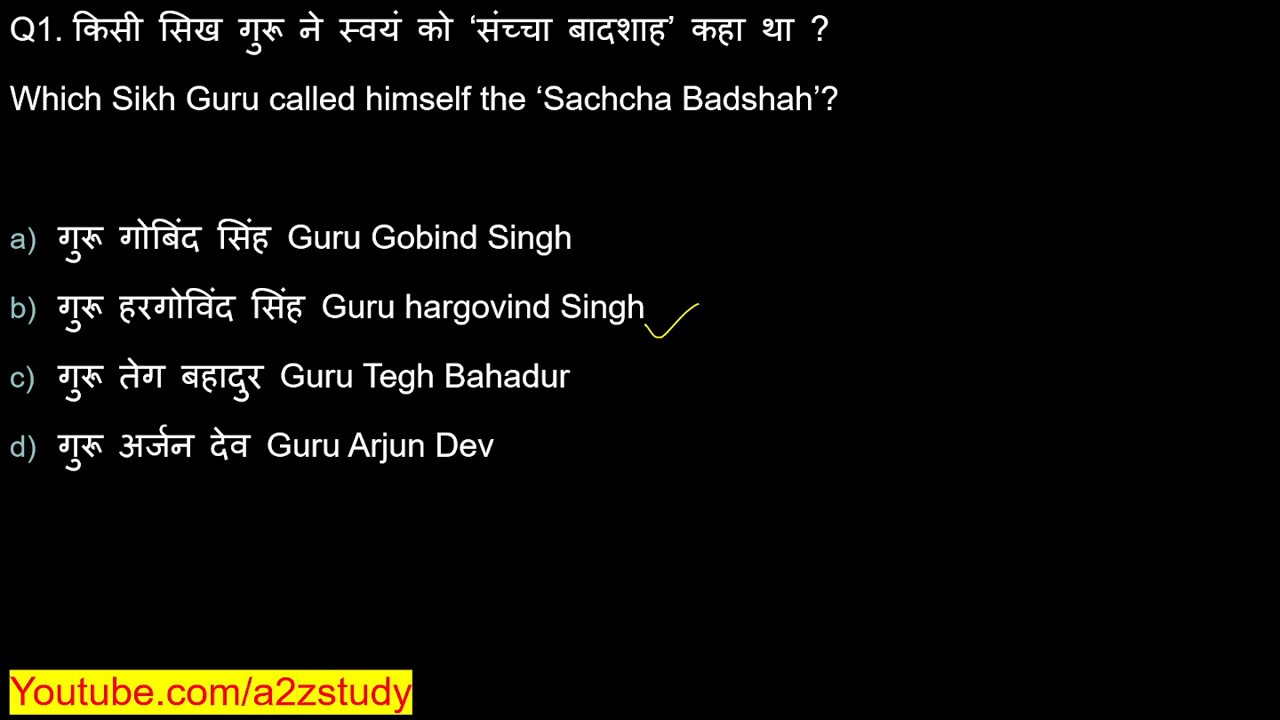 Q1. किसी सिख गुरू ने स्वयं को ‘संच्चा बादशाह’ कहा था ?
Which Sikh Guru called himself the ‘Sachcha Badshah’?
a) गुरू गोबिंद सिंह Guru Gobind Singh
b) गुरू हरगोविंद सिंह Guru hargovind Singh
c) गुरू तेग बहादुर Guru Tegh Bahadur
d) गुरू अर्जन देव Guru Arjun Dev
Youtube.com/a2zstudy